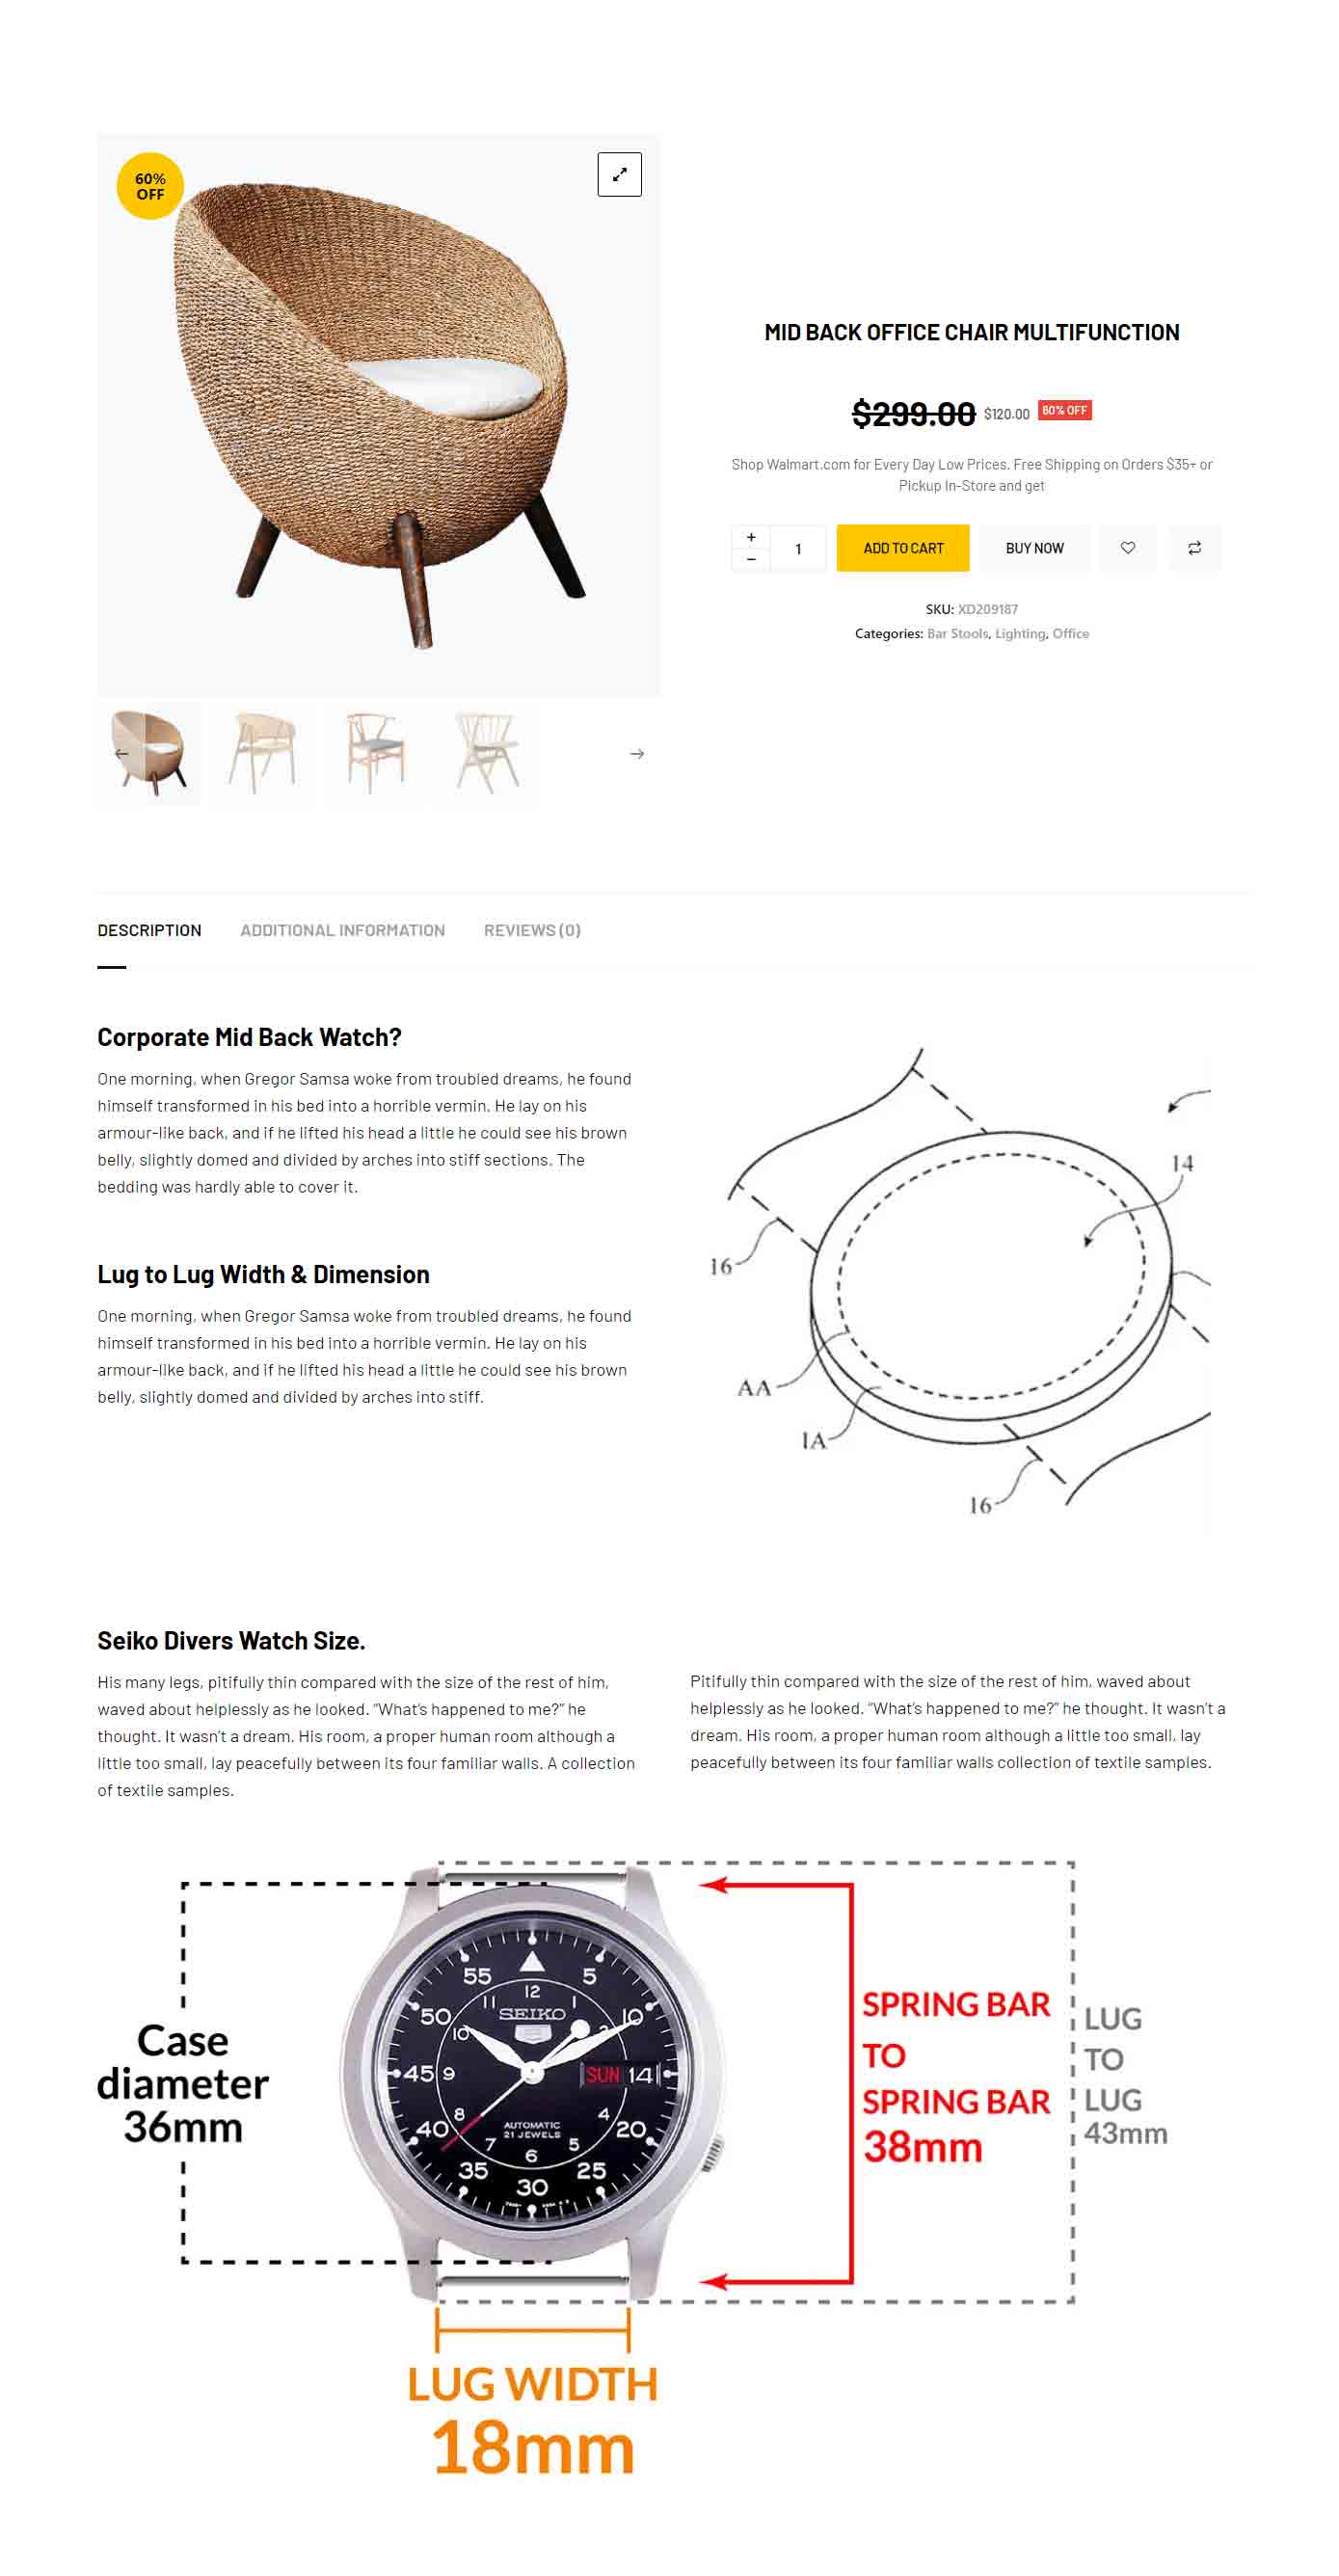 60%
OFF
MID BACK OFFICE CHAIR MULTIFUNCTION
$299.00 $120.00 60% OFF
Shop Walmart.com for Every Day Low Prices. Free Shipping on Orders $35+ or
Pickup In-Store and get
+
−
1
ADD TO CART
BUY NOW
SKU: XD209187
Categories: Bar Stools, Lighting, Office
DESCRIPTION
ADDITIONAL INFORMATION
REVIEWS (0)
Corporate Mid Back Watch?
One morning, when Gregor Samsa woke from troubled dreams, he found
himself transformed in his bed into a horrible vermin. He lay on his
armour-like back, and if he lifted his head a little he could see his brown
belly, slightly domed and divided by arches into stiff sections. The
bedding was hardly able to cover it.
Lug to Lug Width & Dimension
One morning, when Gregor Samsa woke from troubled dreams, he found
himself transformed in his bed into a horrible vermin. He lay on his
armour-like back, and if he lifted his head a little he could see his brown
belly, slightly domed and divided by arches into stiff.
14
16
AA
1A
16
Seiko Divers Watch Size.
His many legs, pitifully thin compared with the size of the rest of him,
waved about helplessly as he looked. “What’s happened to me?” he
thought. It wasn’t a dream. His room, a proper human room although a
little too small, lay peacefully between its four familiar walls. A collection
of textile samples.
Pitifully thin compared with the size of the rest of him, waved about
helplessly as he looked. “What’s happened to me?” he thought. It wasn’t a
dream. His room, a proper human room although a little too small, lay
peacefully between its four familiar walls collection of textile samples.
Case
diameter
36mm
55
5
12
11
1
50
SEIKO
10
10
2
45
9
SUN 14
8
4
40
AUTOMATIC
21 JEWELS
20
7
5
6
35
25
30
SPRING BAR
TO
SPRING BAR
38mm
LUG
TO
LUG
43mm
LUG WIDTH
18mm